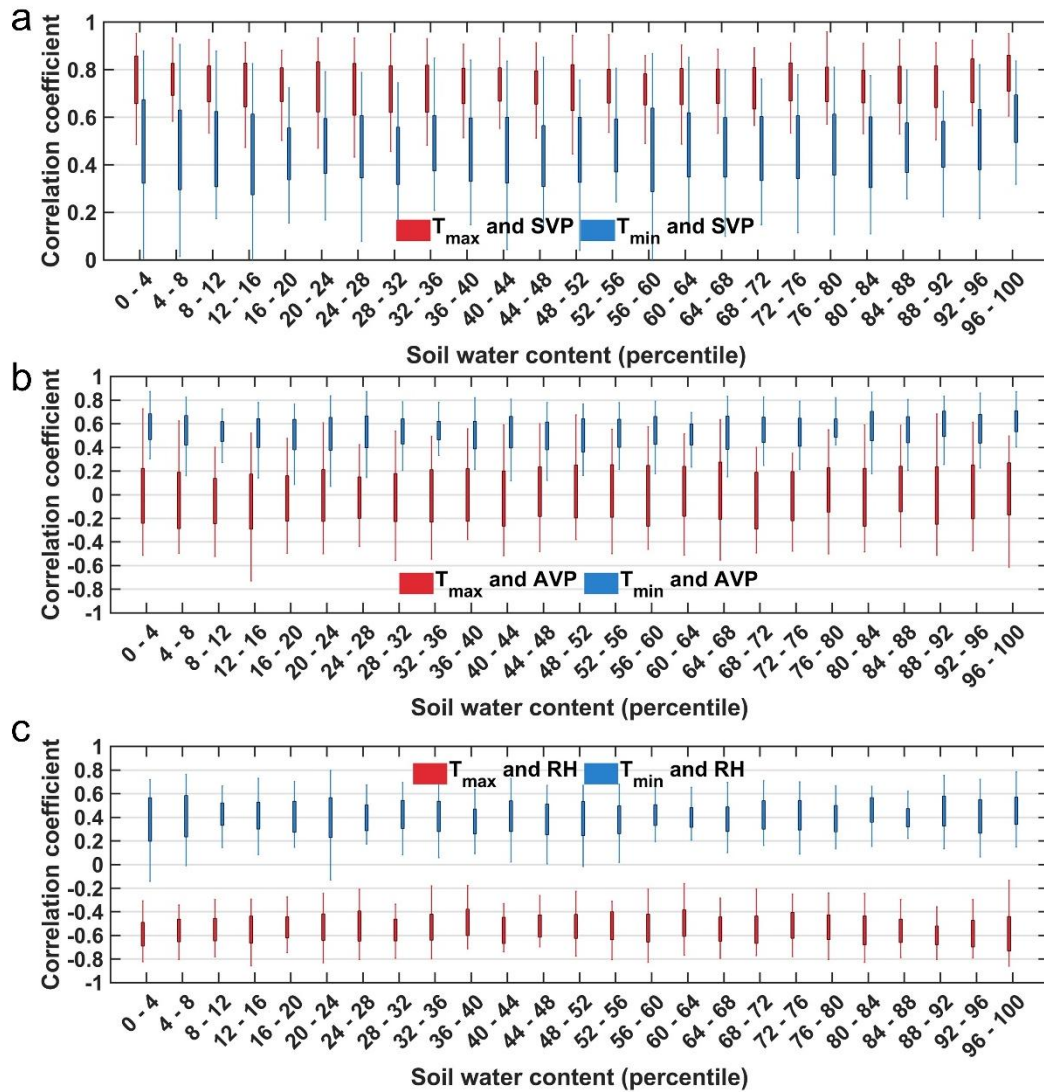 a
Correlation coefficient
1
0.8
0.6
0.4
0.2
0
T_max and SVP T_min and SVP
0 - 4 4 - 8 8 - 12 12 - 16 16 - 20 20 - 24 24 - 28 28 - 32 32 - 36 36 - 40 40 - 44 44 - 48 48 - 52 52 - 56 56 - 60 60 - 64 64 - 68 68 - 72 72 - 76 76 - 80 80 - 84 84 - 88 88 - 92 92 - 96 96 - 100
Soil water content (percentile)
b
Correlation coefficient
1
0.8
0.6
0.4
0.2
0
-0.2
-0.4
-0.6
-0.8
-1
T_max and AVP T_min and AVP
0 - 4 4 - 8 8 - 12 12 - 16 16 - 20 20 - 24 24 - 28 28 - 32 32 - 36 36 - 40 40 - 44 44 - 48 48 - 52 52 - 56 56 - 60 60 - 64 64 - 68 68 - 72 72 - 76 76 - 80 80 - 84 84 - 88 88 - 92 92 - 96 96 - 100
Soil water content (percentile)
c
Correlation coefficient
1
0.8
0.6
0.4
0.2
0
-0.2
-0.4
-0.6
-0.8
-1
T_max and RH T_min and RH
0 - 4 4 - 8 8 - 12 12 - 16 16 - 20 20 - 24 24 - 28 28 - 32 32 - 36 36 - 40 40 - 44 44 - 48 48 - 52 52 - 56 56 - 60 60 - 64 64 - 68 68 - 72 72 - 76 76 - 80 80 - 84 84 - 88 88 - 92 92 - 96 96 - 100
Soil water content (percentile)